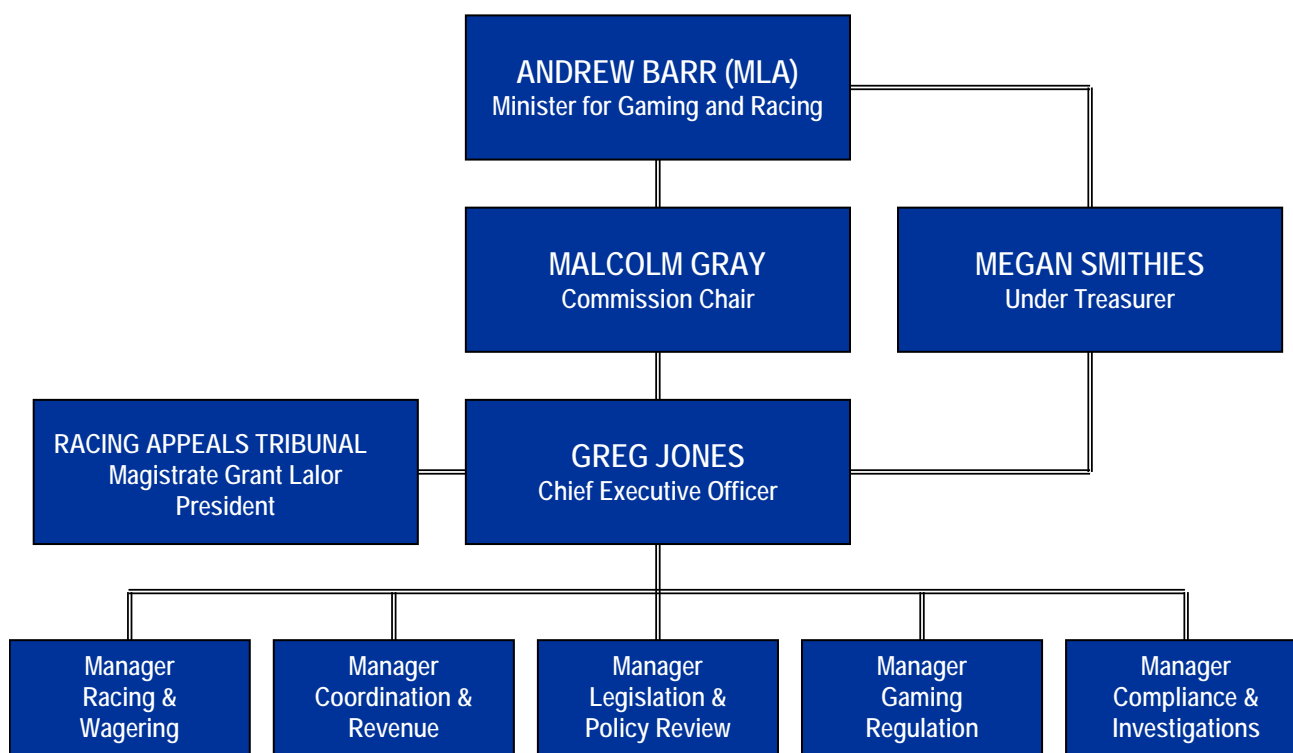 ANDREW BARR (MLA)
Minister for Gaming and Racing
MALCOLM GRAY
Commission Chair
MEGAN SMITHIES
Under Treasurer
RACING APPEALS TRIBUNAL
Magistrate Grant Lalor
President
GREG JONES
Chief Executive Officer
Manager
Racing &
Wagering
Manager
Coordination &
Revenue
Manager
Legislation &
Policy Review
Manager
Gaming
Regulation
Manager
Compliance &
Investigations